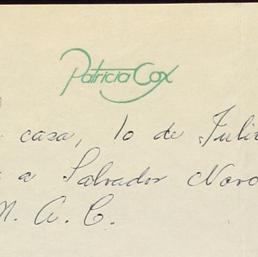 Patricia Cox
casa, 10 de Julio
a Salvador Novo
M. A. C.